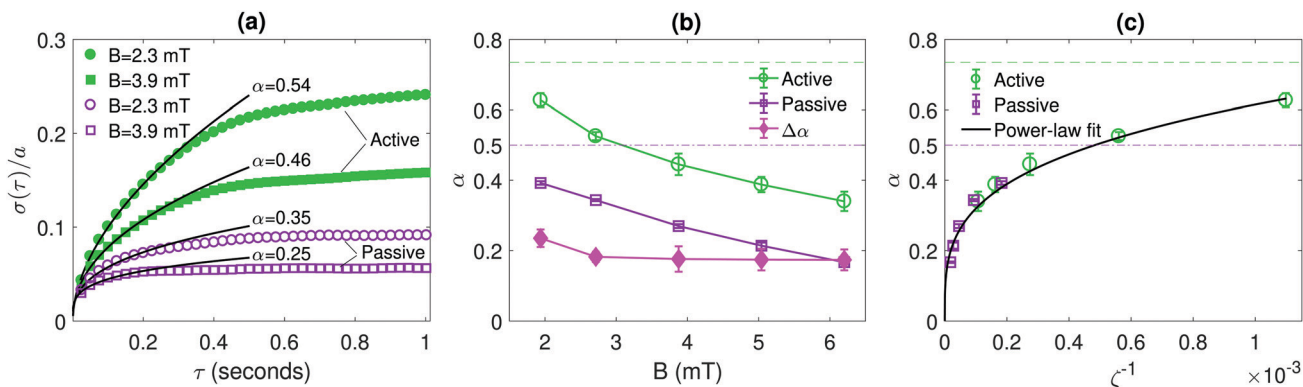 (a)
0.3
0.2
0.1
0
σ(τ)/a
B=2.3 mT
B=3.9 mT
B=2.3 mT
B=3.9 mT
α=0.54
α=0.46
α=0.35
α=0.25
Active
Passive
0.2 0.4 0.6 0.8 1
τ (seconds)
(b)
0.8
0.6
0.4
0.2
0
α
Active
Passive
Δα
2 3 4 5 6
B (mT)
(c)
0.8
0.6
0.4
0.2
0
α
Active
Passive
Power-law fit
0 0.2 0.4 0.6 0.8 1
ζ⁻¹
×10⁻³